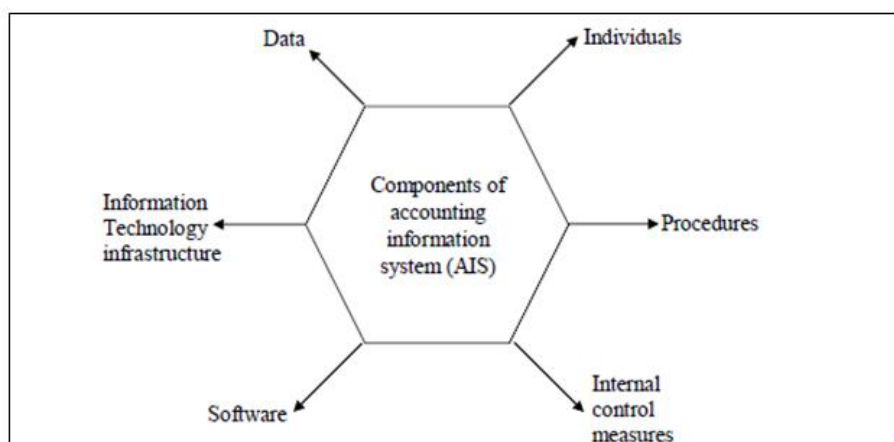 Data
Individuals
Components of
accounting
information
system (AIS)
Information
Technology
infrastructure
Procedures
Software
Internal
control
measures